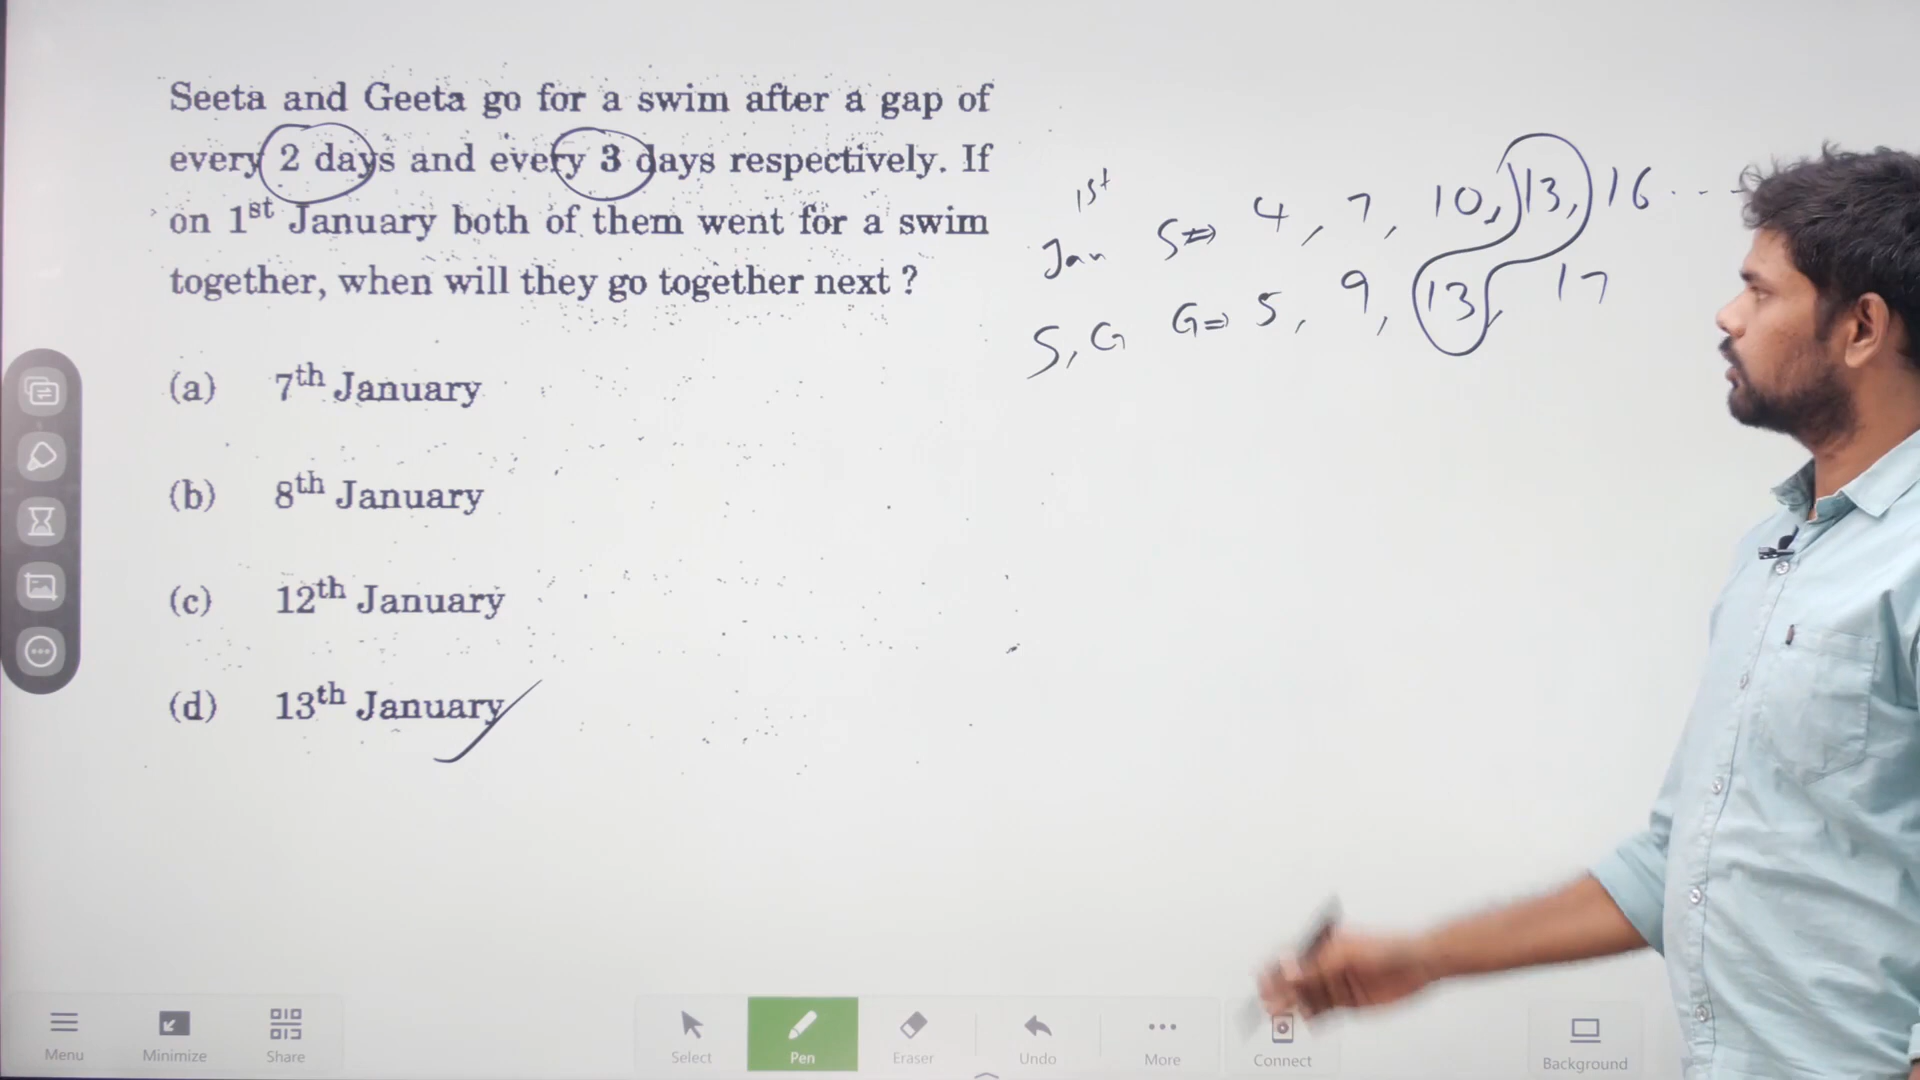 Seeta and Geeta go for a swim after a gap of
every 2 days and every 3 days respectively. If
on 1st January both of them went for a swim
together, when will they go together next ?
(a) 7th January
(b) 8th January
(c) 12th January
(d) 13th January
1st
Jan S⇒ 4, 7, 10, 13, 16 ...
S, G G⇒ 5, 9, 13, 17
Menu
Minimize
Share
Select
Pen
Eraser
Undo
More
Connect
Background